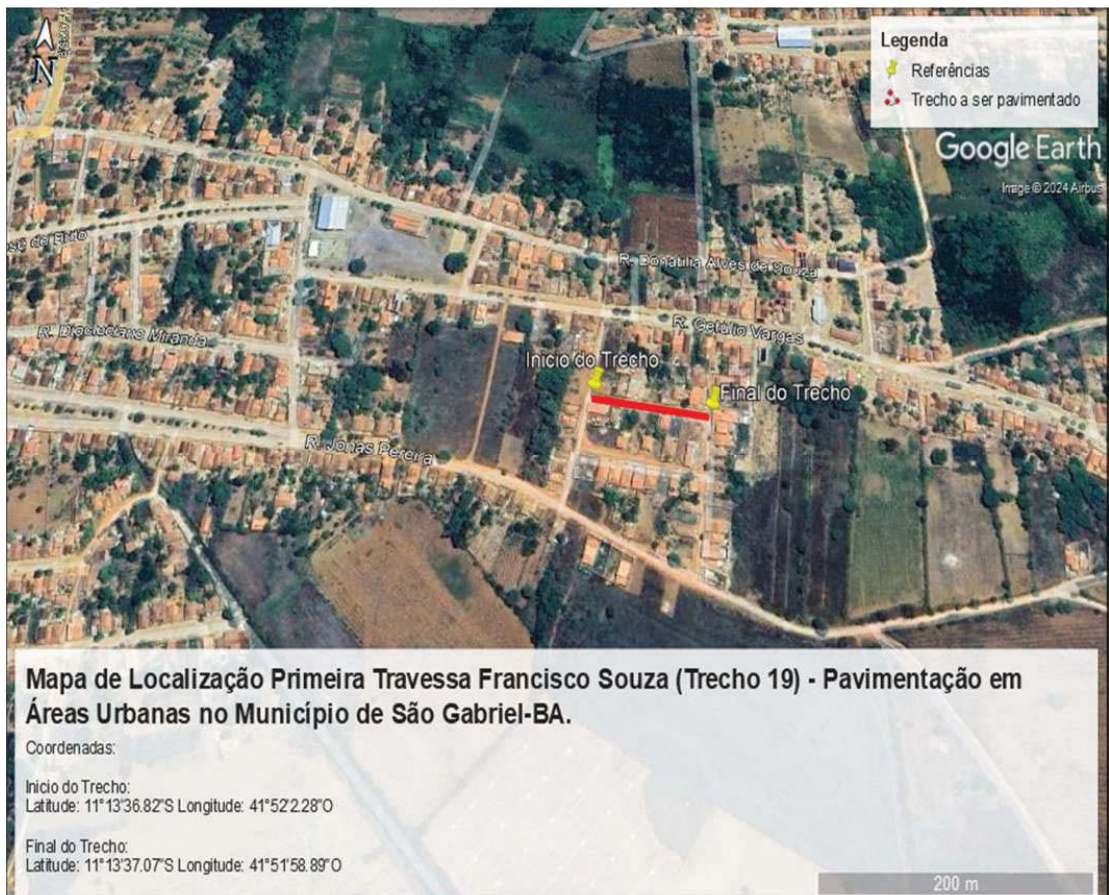 N
Legenda
Referências
Trecho a ser pavimentado
Google Earth
Image © 2024 Airbus
R. Donatília Alves de Souza
R. Getúlio Vargas
R. Diocleciano Miranda
Inicio do Trecho
Final do Trecho
R. Jonas Pereira
Mapa de Localização Primeira Travessa Francisco Souza (Trecho 19) - Pavimentação em
Áreas Urbanas no Município de São Gabriel-BA.
Coordenadas:
Inicio do Trecho:
Latitude: 11°13'36.82"S Longitude: 41°52'2.28"O
Final do Trecho:
Latitude: 11°13'37.07"S Longitude: 41°51'58.89"O
200 m